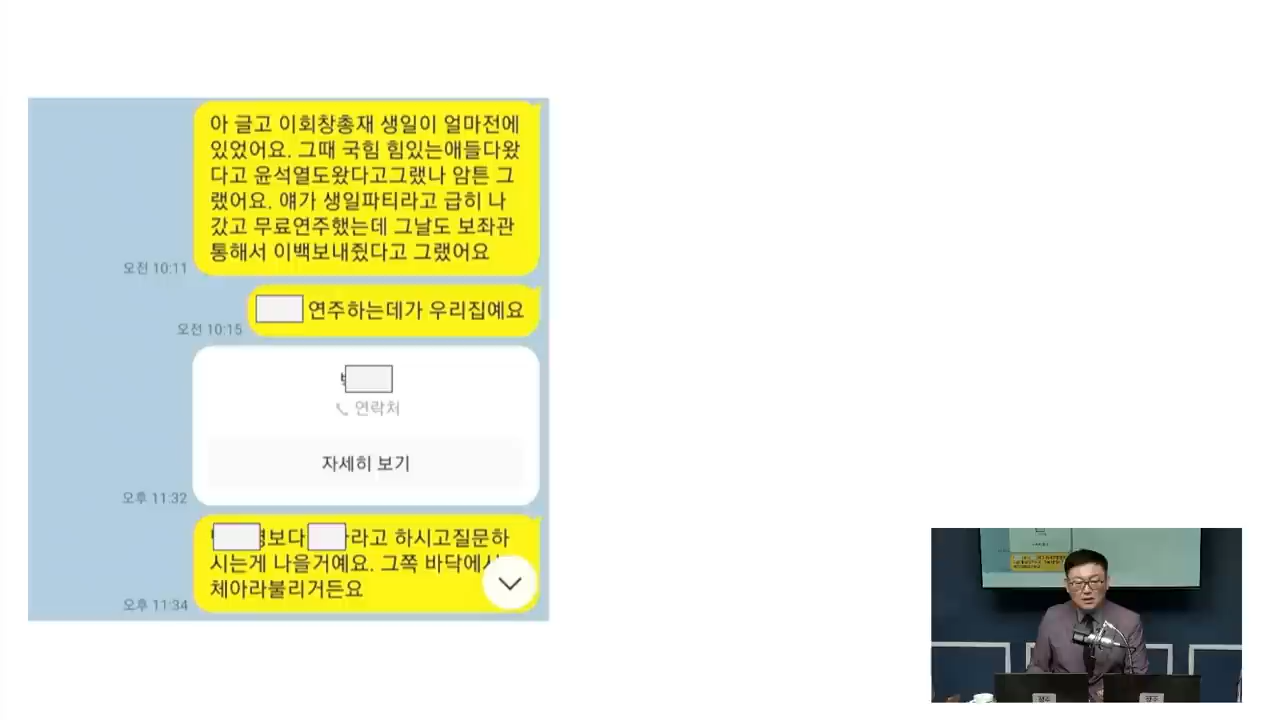 아 글고 이회창총재 생일이 얼마전에
있었어요. 그때 국힘 힘있는애들다왔
다고 윤석열도왔다고그랬나 암튼 그
랬어요. 얘가 생일파티라고 급히 나
갔고 무료연주했는데 그날도 보좌관
통해서 이백보내줬다고 그랬어요
오전 10:11
연주하는데가 우리집예요
오전 10:15
연락처
자세히 보기
오후 11:32
보다 라고 하시고질문하
시는게 나을거예요. 그쪽 바닥에서
체아라불리거든요
오후 11:34